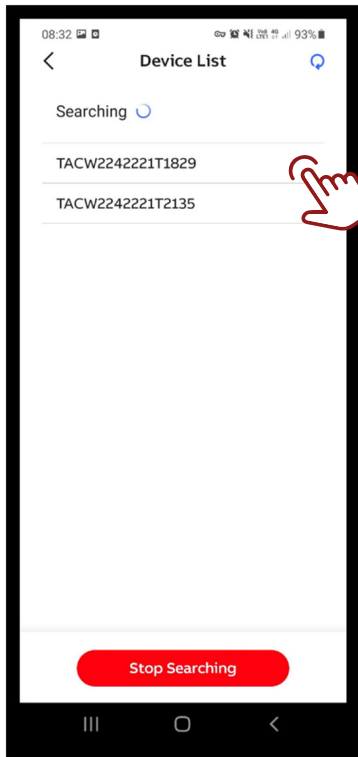 08:32 93%
Device List
Searching
TACW2242221T1829
TACW2242221T2135
Stop Searching